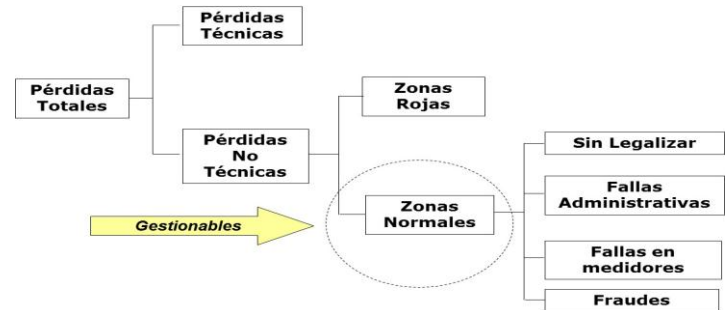 Pérdidas
Técnicas
Pérdidas
Totales
Zonas
Rojas
Pérdidas
No
Técnicas
Sin Legalizar
Fallas
Administrativas
Zonas
Normales
Gestionables
Fallas en
medidores
Fraudes